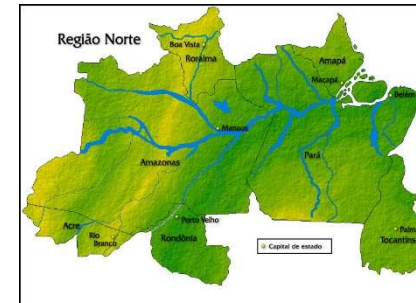 Região Norte
Boa Vista
Roraima
Amapá
Macapá
Belém
Manaus
Amazonas
Pará
Acre
Rio
Branco
Porto Velho
Rondônia
Capital de estado
Palm
Tocantins